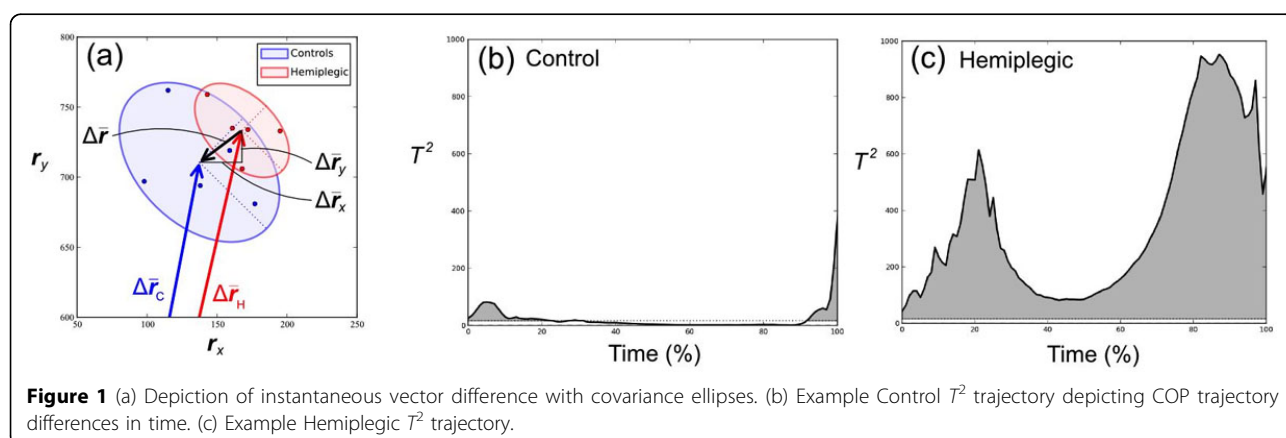 (a)
Controls
Hemiplegic
800
750
700
650
600
r_y
Δr̄
Δr̄_y
Δr̄_x
Δr̄_C
Δr̄_H
50 100 150 200 250
r_x
(b) Control
1000
800
600
400
200
0
T²
0 20 40 60 80 100
Time (%)
(c) Hemiplegic
1000
800
600
400
200
0
T²
0 20 40 60 80 100
Time (%)
Figure 1 (a) Depiction of instantaneous vector difference with covariance ellipses. (b) Example Control T² trajectory depicting COP trajectory
differences in time. (c) Example Hemiplegic T² trajectory.